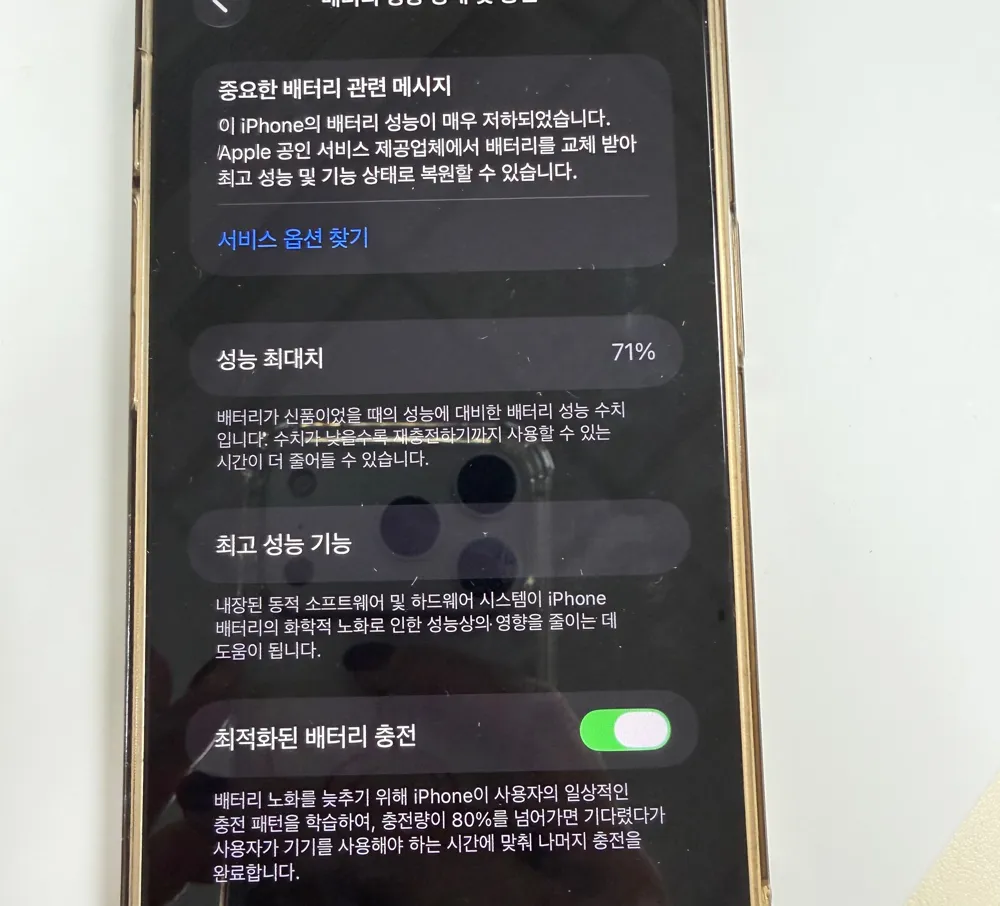 중요한 배터리 관련 메시지
이 iPhone의 배터리 성능이 매우 저하되었습니다.
Apple 공인 서비스 제공업체에서 배터리를 교체 받아
최고 성능 및 기능 상태로 복원할 수 있습니다.
서비스 옵션 찾기
성능 최대치 71%
배터리가 신품이었을 때의 성능에 대비한 배터리 성능 수치
입니다. 수치가 낮을수록 재충전하기까지 사용할 수 있는
시간이 더 줄어들 수 있습니다.
최고 성능 기능
내장된 동적 소프트웨어 및 하드웨어 시스템이 iPhone
배터리의 화학적 노화로 인한 성능상의 영향을 줄이는 데
도움이 됩니다.
최적화된 배터리 충전
배터리 노화를 늦추기 위해 iPhone이 사용자의 일상적인
충전 패턴을 학습하여, 충전량이 80%를 넘어가면 기다렸다가
사용자가 기기를 사용해야 하는 시간에 맞춰 나머지 충전을
완료합니다.